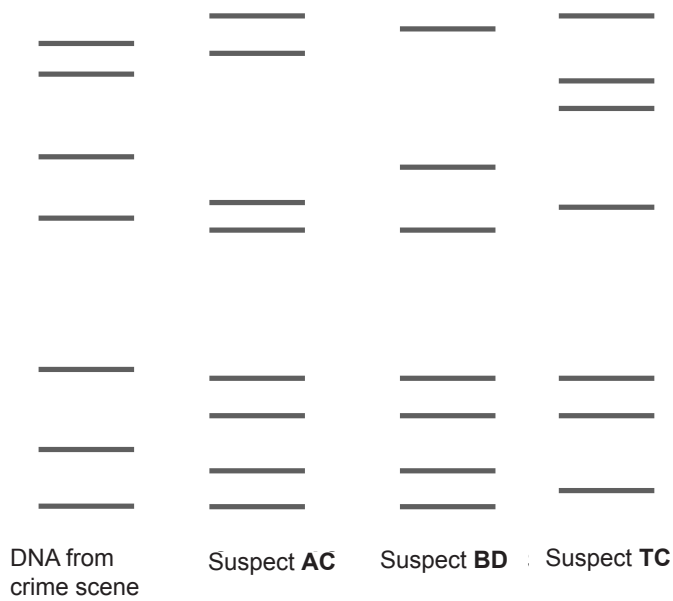 DNA from
crime scene
Suspect AC
Suspect BD
Suspect TC